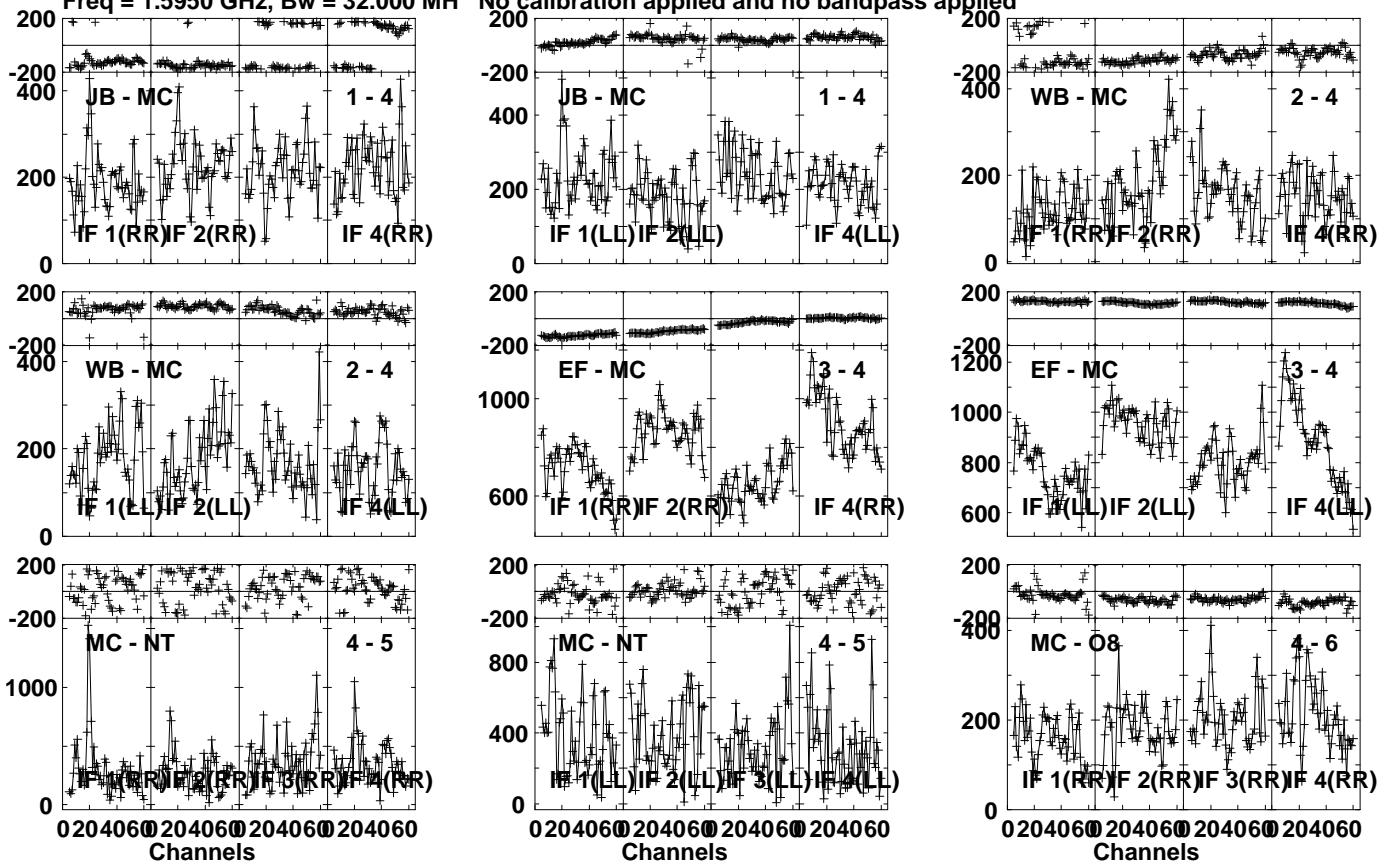 Freq = 1.5950 GHz, Bw = 32.000 MH No calibration applied and no bandpass applied
200
-200
400
200
0
JB - MC 1 - 4
IF 1(RR) IF 2(RR) IF 4(RR)
200
-200
400
200
0
JB - MC 1 - 4
IF 1(LL) IF 2(LL) IF 4(LL)
200
-200
400
200
0
WB - MC 2 - 4
IF 1(RR) IF 2(RR) IF 4(RR)
200
-200
400
200
0
WB - MC 2 - 4
IF 1(LL) IF 2(LL) IF 4(LL)
200
-200
1000
600
EF - MC 3 - 4
IF 1(RR) IF 2(RR) IF 4(RR)
200
-200
1200
1000
800
600
EF - MC 3 - 4
IF 1(LL) IF 2(LL) IF 4(LL)
200
-200
1000
0
MC - NT 4 - 5
IF 1(RR) IF 2(RR) IF 3(RR) IF 4(RR)
0 20 40 60 0 20 40 60 0 20 40 60 0 20 40 60
Channels
200
-200
800
400
0
MC - NT 4 - 5
IF 1(LL) IF 2(LL) IF 3(LL) IF 4(LL)
0 20 40 60 0 20 40 60 0 20 40 60 0 20 40 60
Channels
200
-200
400
200
0
MC - O8 4 - 6
IF 1(RR) IF 2(RR) IF 3(RR) IF 4(RR)
0 20 40 60 0 20 40 60 0 20 40 60 0 20 40 60
Channels